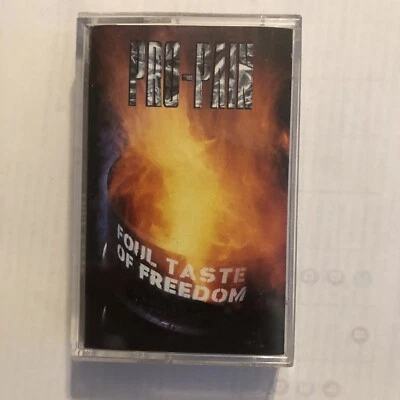 PRO-PAIN
FOUL TASTE
OF FREEDOM